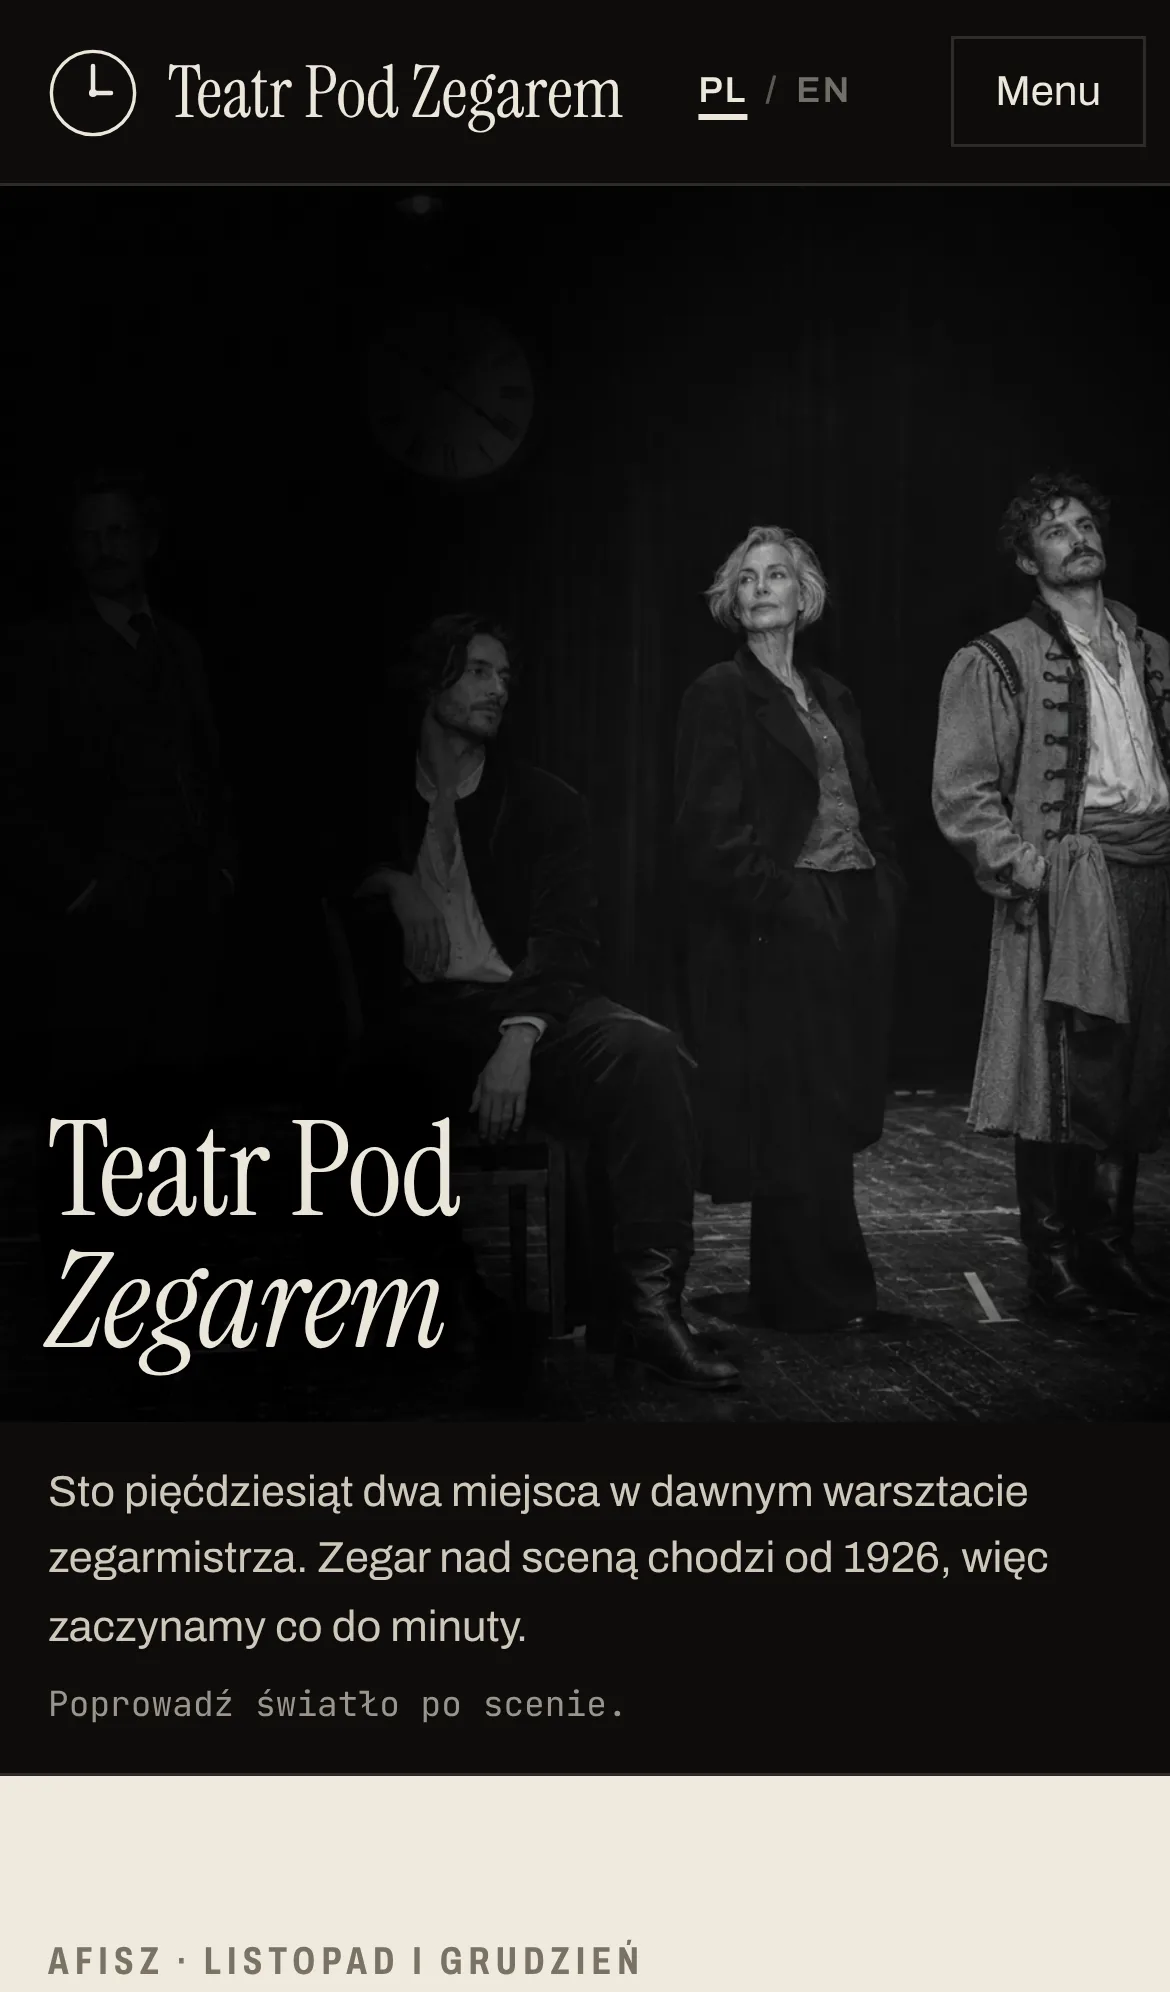 Teatr Pod Zegarem
PL / EN
Menu
Teatr Pod
Zegarem
Sto pięćdziesiąt dwa miejsca w dawnym warsztacie
zegarmistrza. Zegar nad sceną chodzi od 1926, więc
zaczynamy co do minuty.
Poprowadź światło po scenie.
AFISZ · LISTOPAD I GRUDZIEŃ